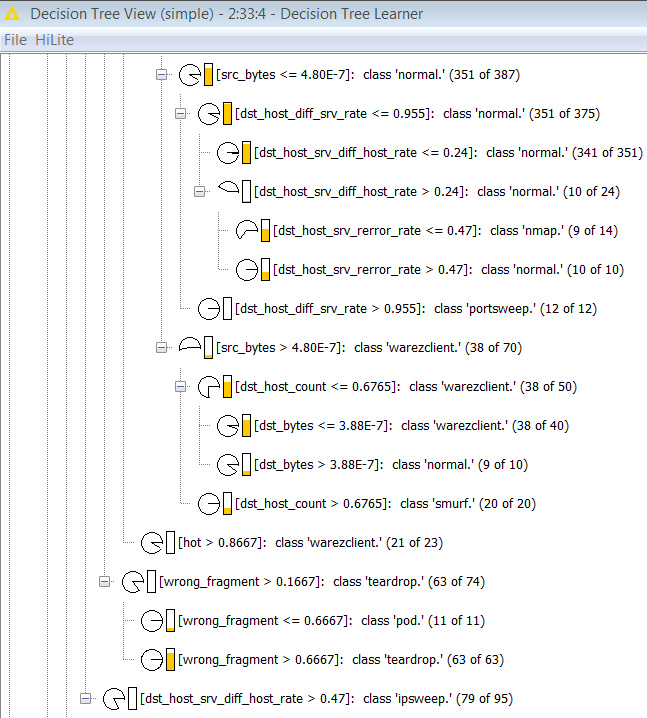 Decision Tree View (simple) - 2:33:4 - Decision Tree Learner
File HiLite
[src_bytes <= 4.80E-7]: class 'normal.' (351 of 387)
[dst_host_diff_srv_rate <= 0.955]: class 'normal.' (351 of 375)
[dst_host_srv_diff_host_rate <= 0.24]: class 'normal.' (341 of 351)
[dst_host_srv_diff_host_rate > 0.24]: class 'normal.' (10 of 24)
[dst_host_srv_rerror_rate <= 0.47]: class 'nmap.' (9 of 14)
[dst_host_srv_rerror_rate > 0.47]: class 'normal.' (10 of 10)
[dst_host_diff_srv_rate > 0.955]: class 'portsweep.' (12 of 12)
[src_bytes > 4.80E-7]: class 'warezclient.' (38 of 70)
[dst_host_count <= 0.6765]: class 'warezclient.' (38 of 50)
[dst_bytes <= 3.88E-7]: class 'warezclient.' (38 of 40)
[dst_bytes > 3.88E-7]: class 'normal.' (9 of 10)
[dst_host_count > 0.6765]: class 'smurf.' (20 of 20)
[hot > 0.8667]: class 'warezclient.' (21 of 23)
[wrong_fragment > 0.1667]: class 'teardrop.' (63 of 74)
[wrong_fragment <= 0.6667]: class 'pod.' (11 of 11)
[wrong_fragment > 0.6667]: class 'teardrop.' (63 of 63)
[dst_host_srv_diff_host_rate > 0.47]: class 'ipsweep.' (79 of 95)